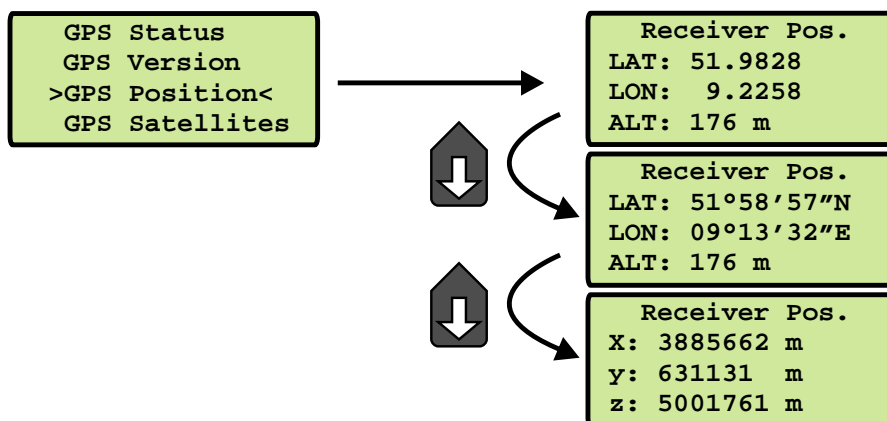 GPS Status
GPS Version
>GPS Position<
GPS Satellites
Receiver Pos.
LAT: 51.9828
LON: 9.2258
ALT: 176 m
Receiver Pos.
LAT: 51°58’57”N
LON: 09°13’32”E
ALT: 176 m
Receiver Pos.
X: 3885662 m
y: 631131 m
z: 5001761 m